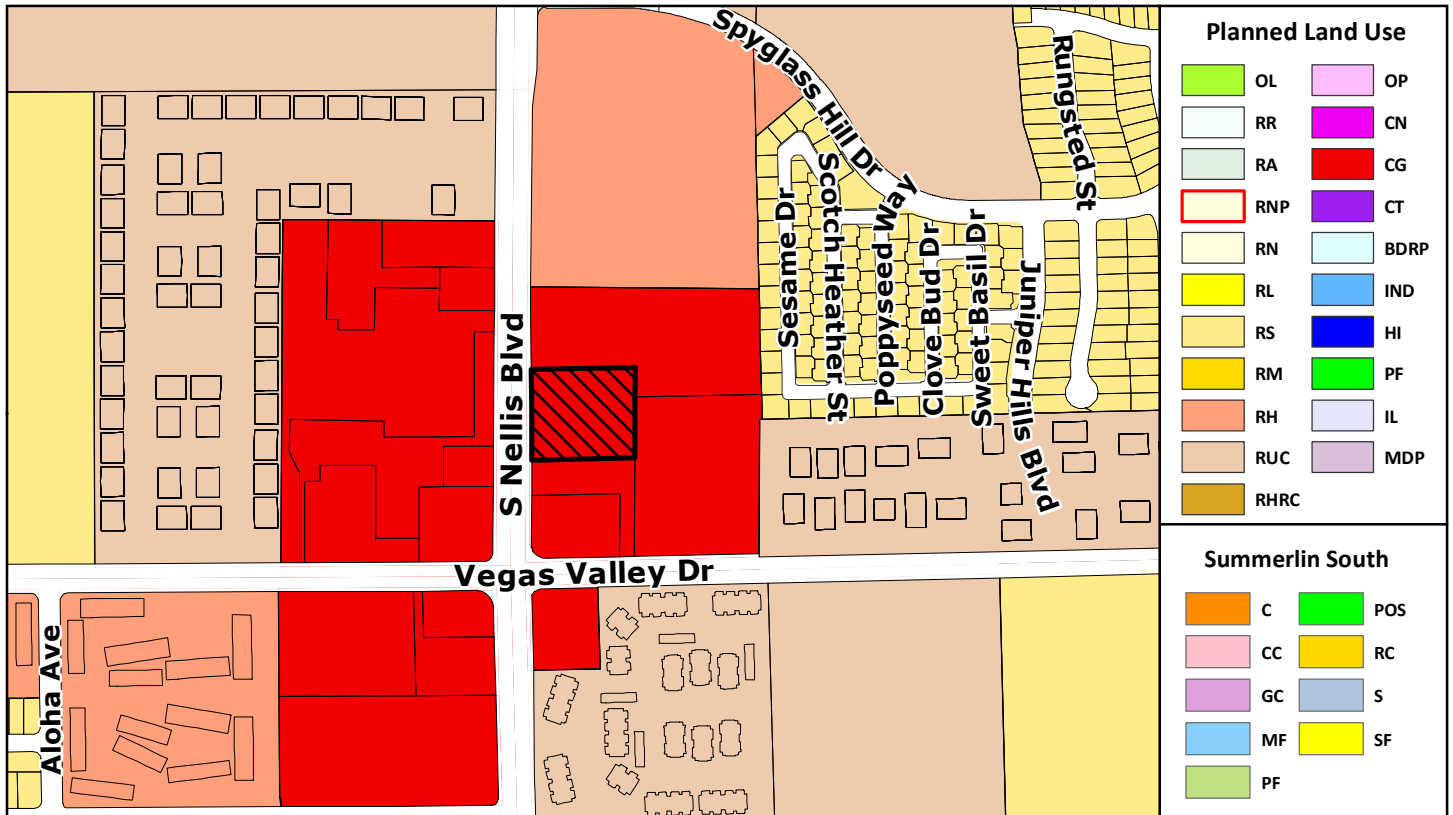 Spyglass Hill Dr
Rungsted St
Sesame Dr
Scotch Heather St
Poppyseed Way
Clove Bud Dr
Sweet Basil Dr
Juniper Hills Blvd
S Nellis Blvd
Vegas Valley Dr
Aloha Ave
Planned Land Use
OL
RR
RA
RNP
RN
RL
RS
RM
RH
RUC
RHRC
OP
CN
CG
CT
BDRP
IND
HI
PF
IL
MDP
Summerlin South
C
CC
GC
MF
PF
POS
RC
S
SF